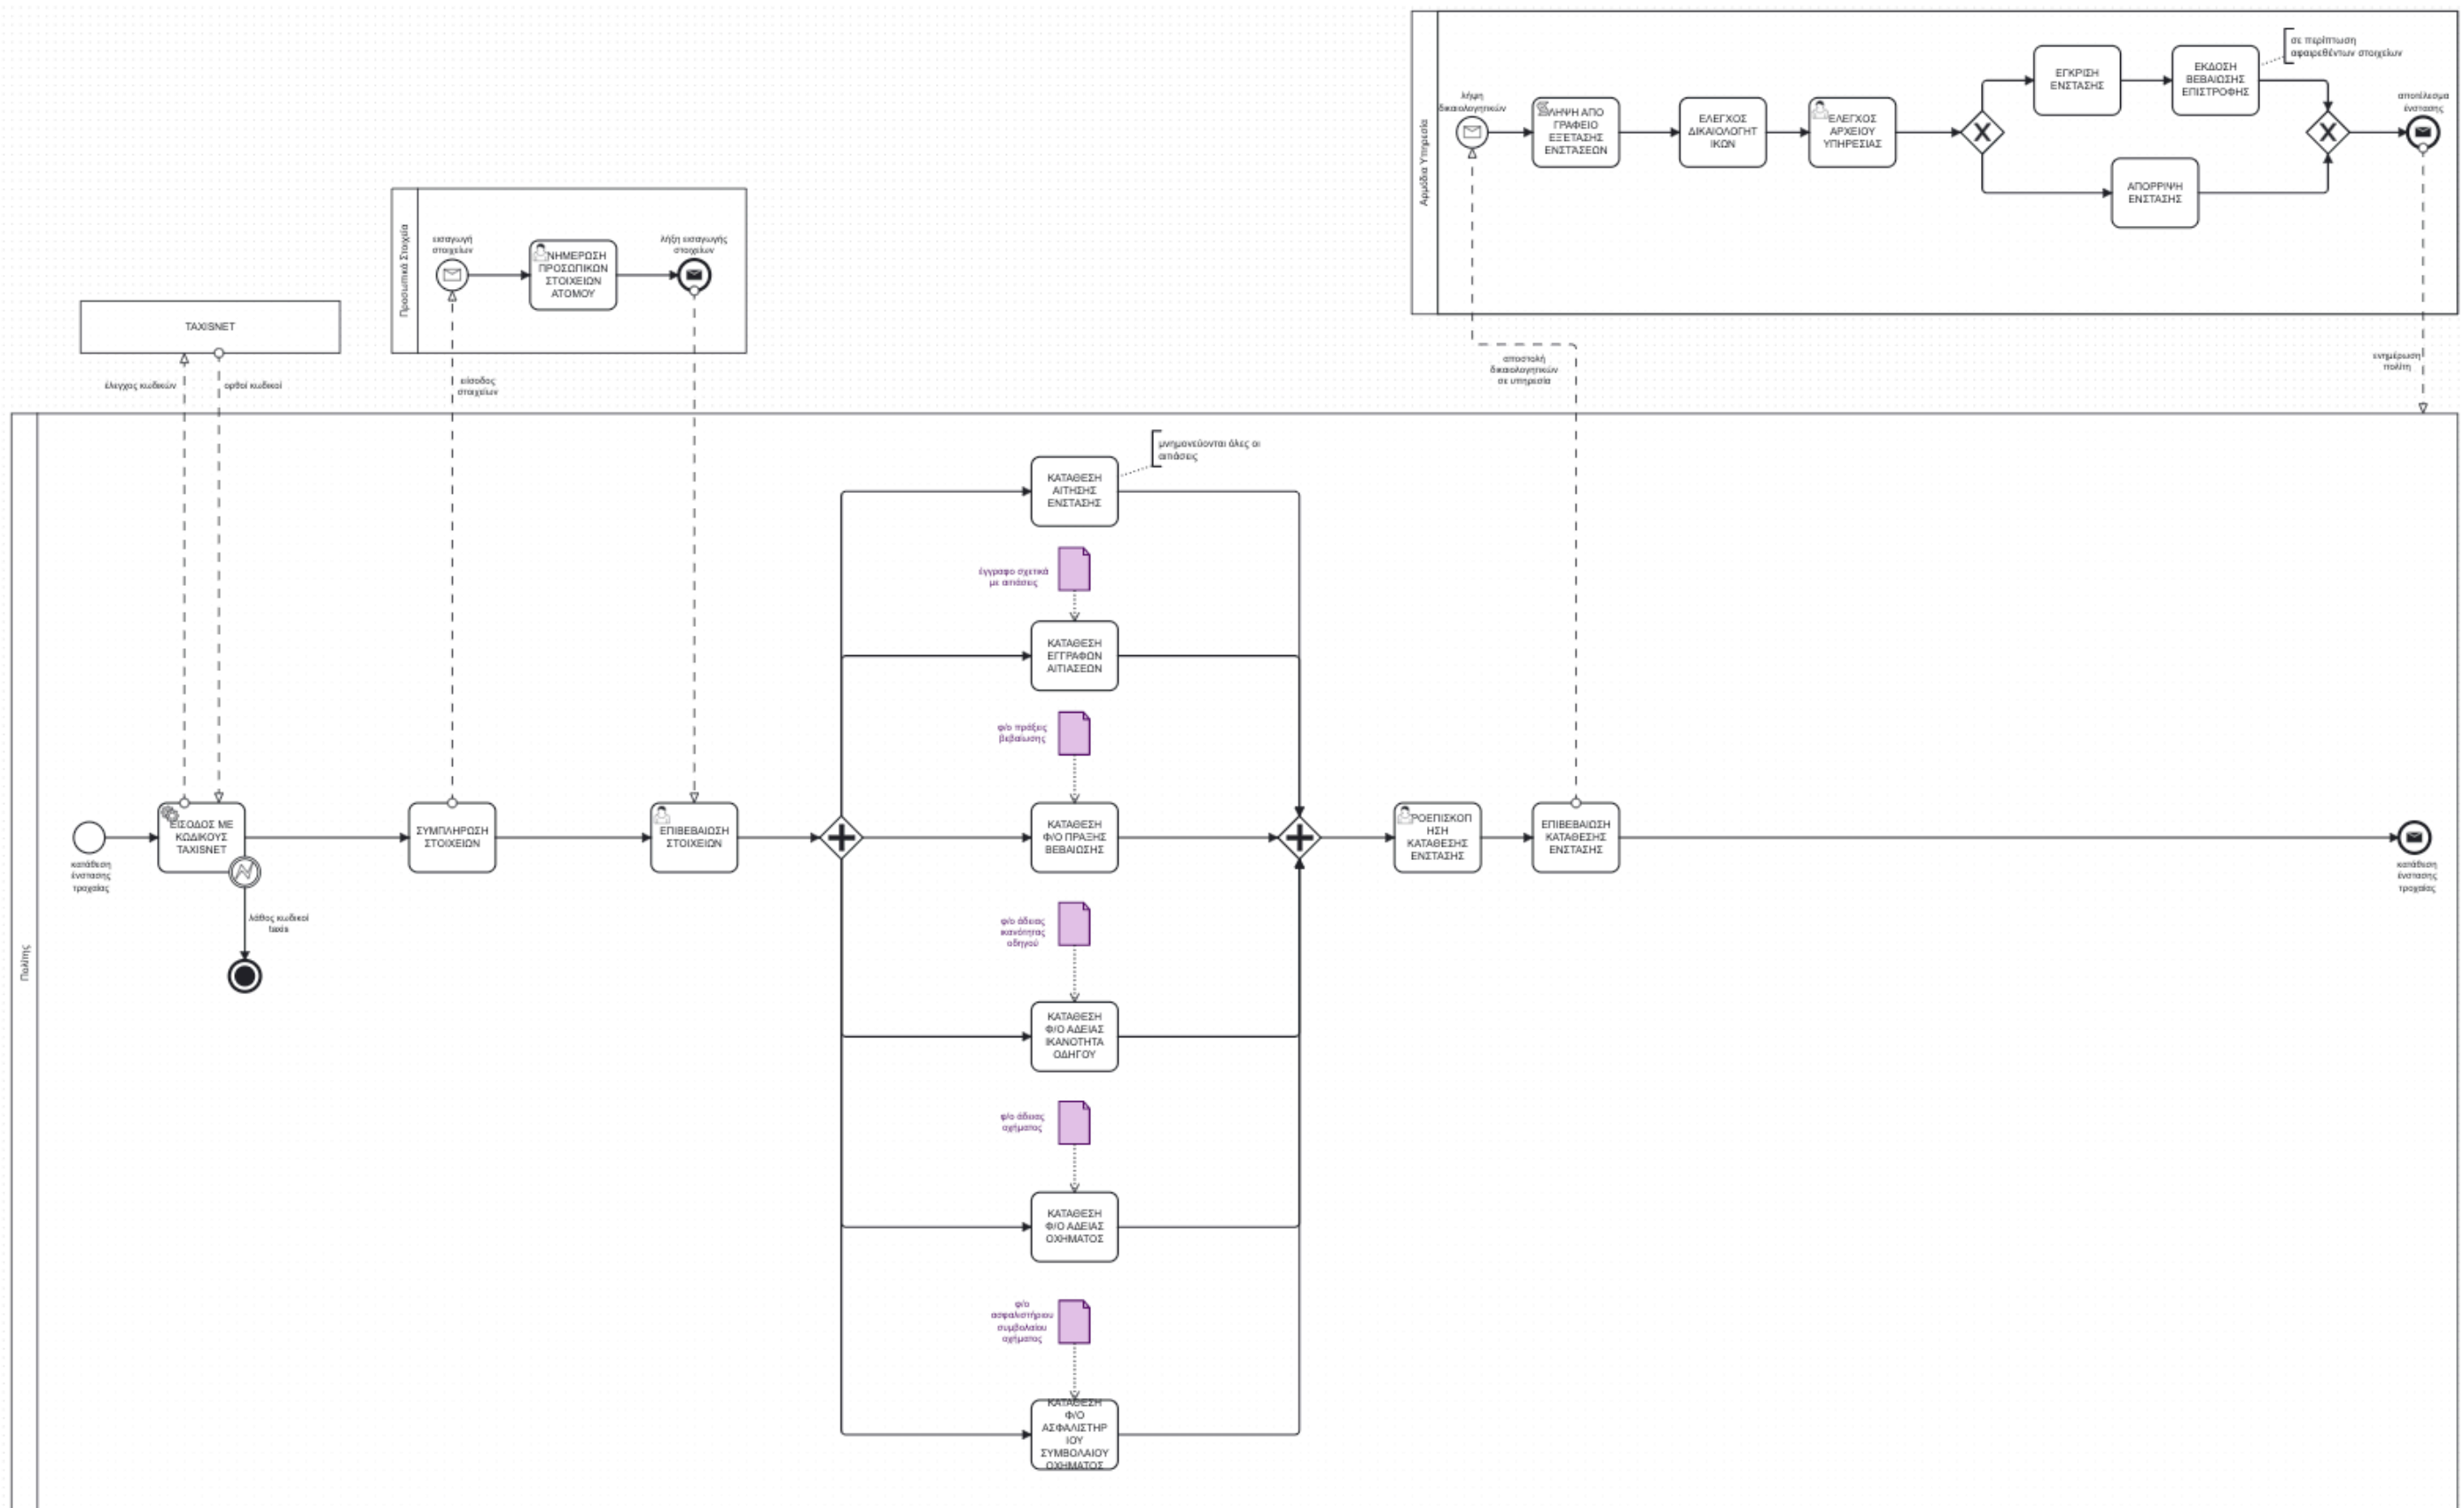 Αρμόδια Υπηρεσία
λήψη
δικαιολογητικών
ΛΗΨΗ ΑΠΟ
ΓΡΑΦΕΙΟ
ΕΞΕΤΑΣΗΣ
ΕΝΣΤΑΣΕΩΝ
ΕΛΕΓΧΟΣ
ΔΙΚΑΙΟΛΟΓΗΤ
ΙΚΩΝ
ΕΛΕΓΧΟΣ
ΑΡΧΕΙΟΥ
ΥΠΗΡΕΣΙΑΣ
ΕΓΚΡΙΣΗ
ΕΝΣΤΑΣΗΣ
ΕΚΔΟΣΗ
ΒΕΒΑΙΩΣΗΣ
ΕΠΙΣΤΡΟΦΗΣ
σε περίπτωση
αφαιρεθέντων στοιχείων
ΑΠΟΡΡΙΨΗ
ΕΝΣΤΑΣΗΣ
αποτέλεσμα
ένστασης
Προσωπικά Στοιχεία
εισαγωγή
στοιχείων
ΝΗΜΕΡΩΣΗ
ΠΡΟΣΩΠΙΚΩΝ
ΣΤΟΙΧΕΙΩΝ
ΑΤΟΜΟΥ
λήξη εισαγωγής
στοιχείων
TAXISNET
έλεγχος κωδικών
ορθοί κωδικοί
είσοδος
στοιχείων
αποστολή
δικαιολογητικών
σε υπηρεσία
ενημέρωση
πολίτη
Πολίτης
κατάθεση
ένστασης
τροχαίας
ΕΙΣΟΔΟΣ ΜΕ
ΚΩΔΙΚΟΥΣ
TAXISNET
λάθος κωδικοί
taxis
ΣΥΜΠΛΗΡΩΣΗ
ΣΤΟΙΧΕΙΩΝ
ΕΠΙΒΕΒΑΙΩΣΗ
ΣΤΟΙΧΕΙΩΝ
ΚΑΤΑΘΕΣΗ
ΑΙΤΗΣΗΣ
ΕΝΣΤΑΣΗΣ
μνημονεύονται όλες οι
αιτιάσεις
έγγραφο σχετικά
με αιτιάσεις
ΚΑΤΑΘΕΣΗ
ΕΓΓΡΑΦΩΝ
ΑΙΤΙΑΣΕΩΝ
φ/ο πράξεις
βεβαίωσης
ΚΑΤΑΘΕΣΗ
Φ/Ο ΠΡΑΞΗΣ
ΒΕΒΑΙΩΣΗΣ
φ/ο άδειας
ικανότητας
οδηγού
ΚΑΤΑΘΕΣΗ
Φ/Ο ΑΔΕΙΑΣ
ΙΚΑΝΟΤΗΤΑ
ΟΔΗΓΟΥ
φ/ο άδειας
οχήματος
ΚΑΤΑΘΕΣΗ
Φ/Ο ΑΔΕΙΑΣ
ΟΧΗΜΑΤΟΣ
φ/ο
ασφαλιστήριου
συμβολαίου
οχήματος
ΚΑΤΑΘΕΣΗ
Φ/Ο
ΑΣΦΑΛΙΣΤΗΡ
ΙΟΥ
ΣΥΜΒΟΛΑΙΟΥ
ΟΧΗΜΑΤΟΣ
ΡΟΕΠΙΣΚΟΠ
ΗΣΗ
ΚΑΤΑΘΕΣΗΣ
ΕΝΣΤΑΣΗΣ
ΕΠΙΒΕΒΑΙΩΣΗ
ΚΑΤΑΘΕΣΗΣ
ΕΝΣΤΑΣΗΣ
κατάθεση
ένστασης
τροχαίας